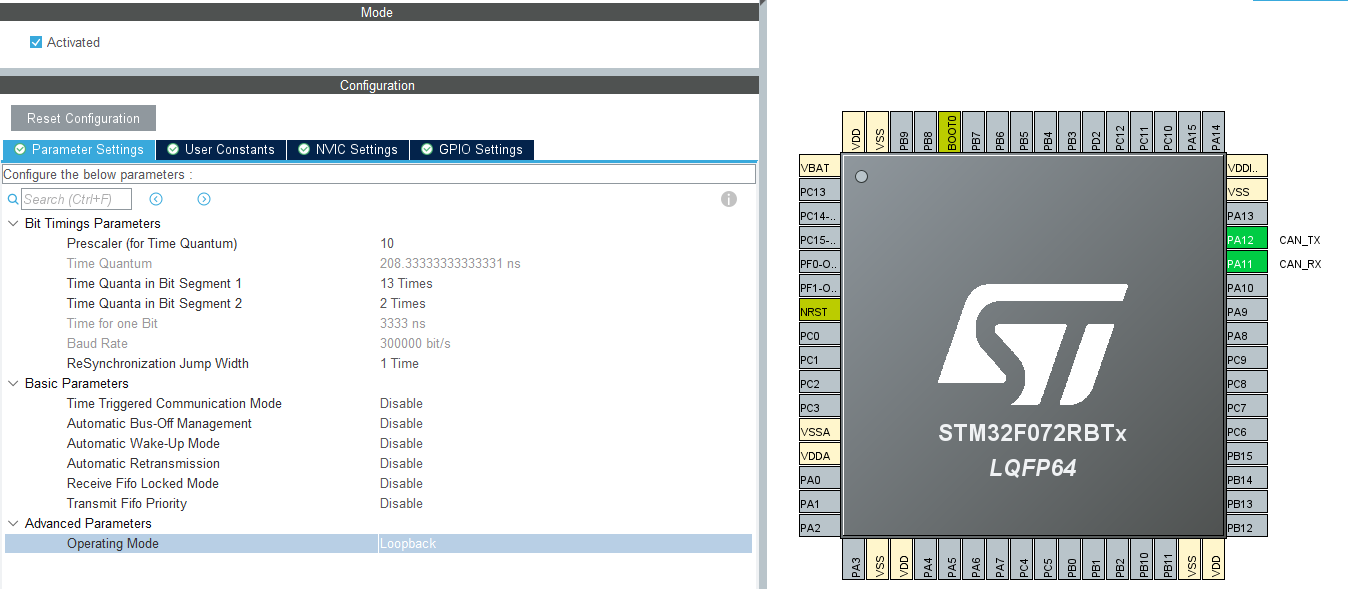 Mode
Activated
Configuration
Reset Configuration
Parameter Settings
User Constants
NVIC Settings
GPIO Settings
Configure the below parameters :
Search (Ctrl+F)
Bit Timings Parameters
Prescaler (for Time Quantum) 10
Time Quantum 208.33333333333331 ns
Time Quanta in Bit Segment 1 13 Times
Time Quanta in Bit Segment 2 2 Times
Time for one Bit 3333 ns
Baud Rate 300000 bit/s
ReSynchronization Jump Width 1 Time
Basic Parameters
Time Triggered Communication Mode Disable
Automatic Bus-Off Management Disable
Automatic Wake-Up Mode Disable
Automatic Retransmission Disable
Receive Fifo Locked Mode Disable
Transmit Fifo Priority Disable
Advanced Parameters
Operating Mode Loopback
VDD
VSS
PB9
PB8
BOOT0
PB7
PB6
PB5
PB4
PB3
PD2
PC12
PC11
PC10
PA15
PA14
VBAT
PC13
PC14-..
PC15-..
PF0-O..
PF1-O..
NRST
PC0
PC1
PC2
PC3
VSSA
VDDA
PA0
PA1
PA2
ST
STM32F072RBTx
LQFP64
VDDI..
VSS
PA13
PA12 CAN_TX
PA11 CAN_RX
PA10
PA9
PA8
PC9
PC8
PC7
PC6
PB15
PB14
PB13
PB12
PA3
VSS
VDD
PA4
PA5
PA6
PA7
PC4
PC5
PB0
PB1
PB2
PB10
PB11
VSS
VDD